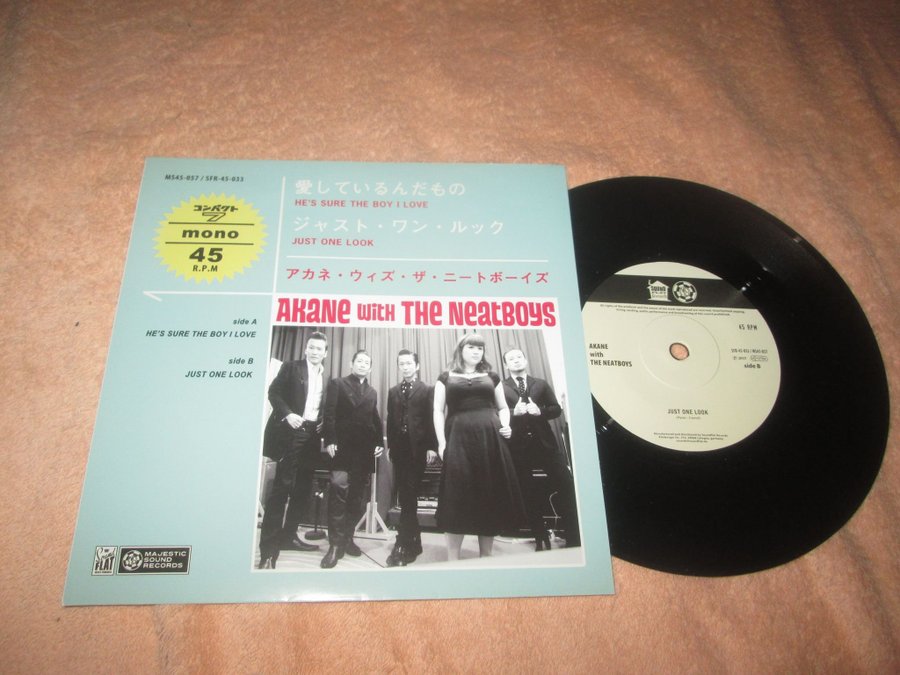 MS45-057 / SFR-45-033
コンパクト
7
mono
45
R.P.M
愛しているんだもの
HE'S SURE THE BOY I LOVE
ジャスト・ワン・ルック
JUST ONE LOOK
アカネ・ウィズ・ザ・ニートボーイズ
AKANE WITH THE NEATBOYS
side A
HE'S SURE THE BOY I LOVE
side B
JUST ONE LOOK
FLAT
MAJESTIC
SOUND
RECORDS
SOUND
FLAT
45 RPM
AKANE
with
THE NEATBOYS
side B
JUST ONE LOOK